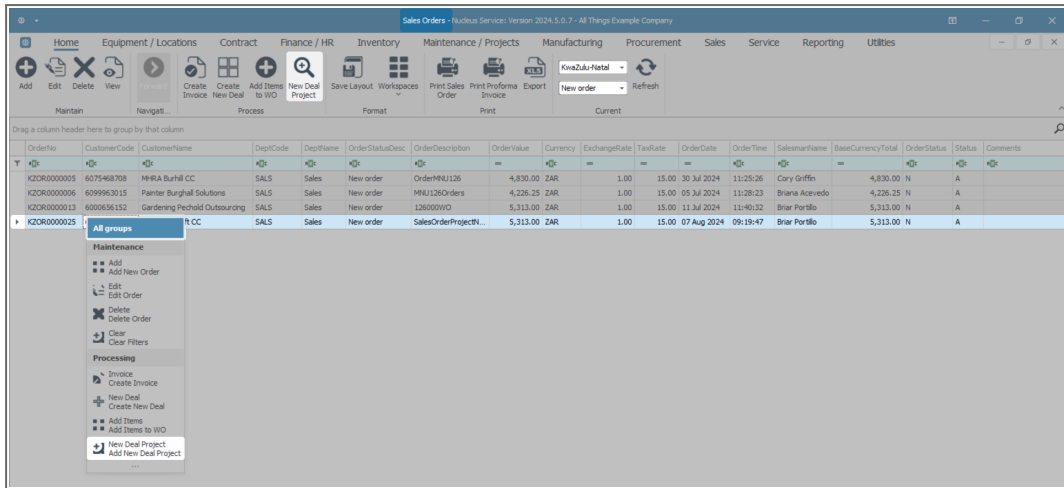 Sales Orders - Nucleus Service: Version 2024.5.0.7 - All Things Example Company
Home Equipment / Locations Contract Finance / HR Inventory Maintenance / Projects Manufacturing Procurement Sales Service Reporting Utilities
Add Edit Delete View Create Invoice Create New Deal Add Items to WO New Deal Project Save Layout Workspaces Print Sales Order Print Proforma Invoice Export KwaZulu-Natal New order Refresh
Maintain Navigati... Process Format Print Current
Drag a column header here to group by that column
OrderNo CustomerCode CustomerName DeptCode DeptName OrderStatusDesc OrderDescription OrderValue Currency ExchangeRate TaxRate OrderDate OrderTime SalesmanName BaseCurrencyTotal OrderStatus Status Comments
KZOR0000005 6075468708 MHRA Burhill CC SALS Sales New order OrderMNU126 4,830.00 ZAR 1.00 15.00 30 Jul 2024 11:25:26 Cory Griffin 4,830.00 N A
KZOR0000006 6099963015 Painter Burghall Solutions SALS Sales New order MNU126Orders 4,226.25 ZAR 1.00 15.00 05 Jul 2024 11:28:23 Briana Acevedo 4,226.25 N A
KZOR0000013 6000656152 Gardening Pechold Outsourcing SALS Sales New order 126000WO 5,313.00 ZAR 1.00 15.00 11 Jul 2024 11:40:32 Briar Portillo 5,313.00 N A
KZOR0000025 ft CC SALS Sales New order SalesOrderProjectN... 5,313.00 ZAR 1.00 15.00 07 Aug 2024 09:19:47 Briar Portillo 5,313.00 N A
All groups
Maintenance
Add
Add New Order
Edit
Edit Order
Delete
Delete Order
Clear
Clear Filters
Processing
Invoice
Create Invoice
New Deal
Create New Deal
Add Items
Add Items to WO
New Deal Project
Add New Deal Project